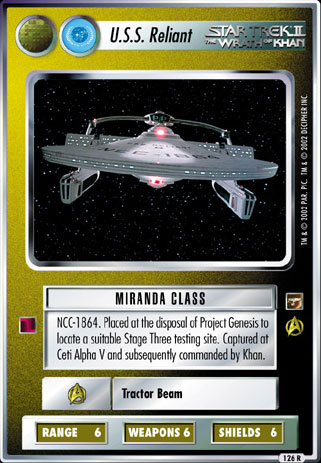 U.S.S. Reliant
STAR TREK II
THE WRATH OF KHAN
TM & © 2002 PAR. PIC. TM & © 2002 DECIPHER INC.
MIRANDA CLASS
NCC-1864. Placed at the disposal of Project Genesis to
locate a suitable Stage Three testing site. Captured at
Ceti Alpha V and subsequently commanded by Khan.
Tractor Beam
RANGE 6 WEAPONS 6 SHIELDS 6
126 R